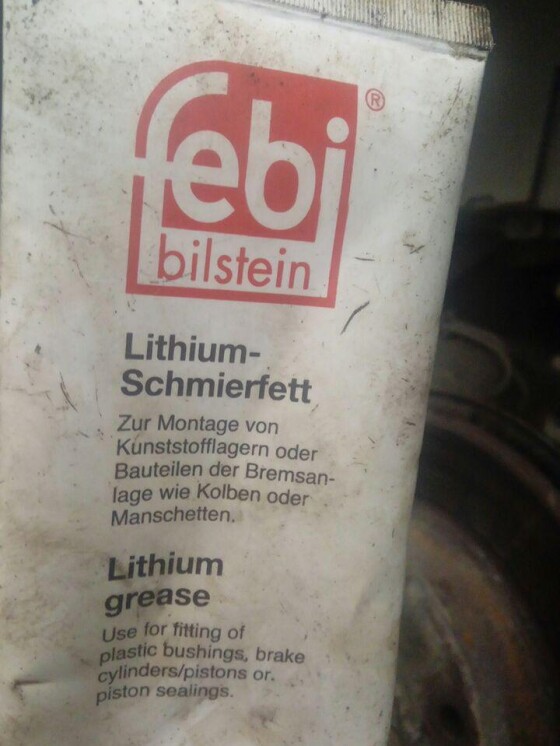 febi
®
bilstein
Lithium-
Schmierfett
Zur Montage von
Kunststofflagern oder
Bauteilen der Bremsan-
lage wie Kolben oder
Manschetten.
Lithium
grease
Use for fitting of
plastic bushings, brake
cylinders/pistons or.
piston sealings.